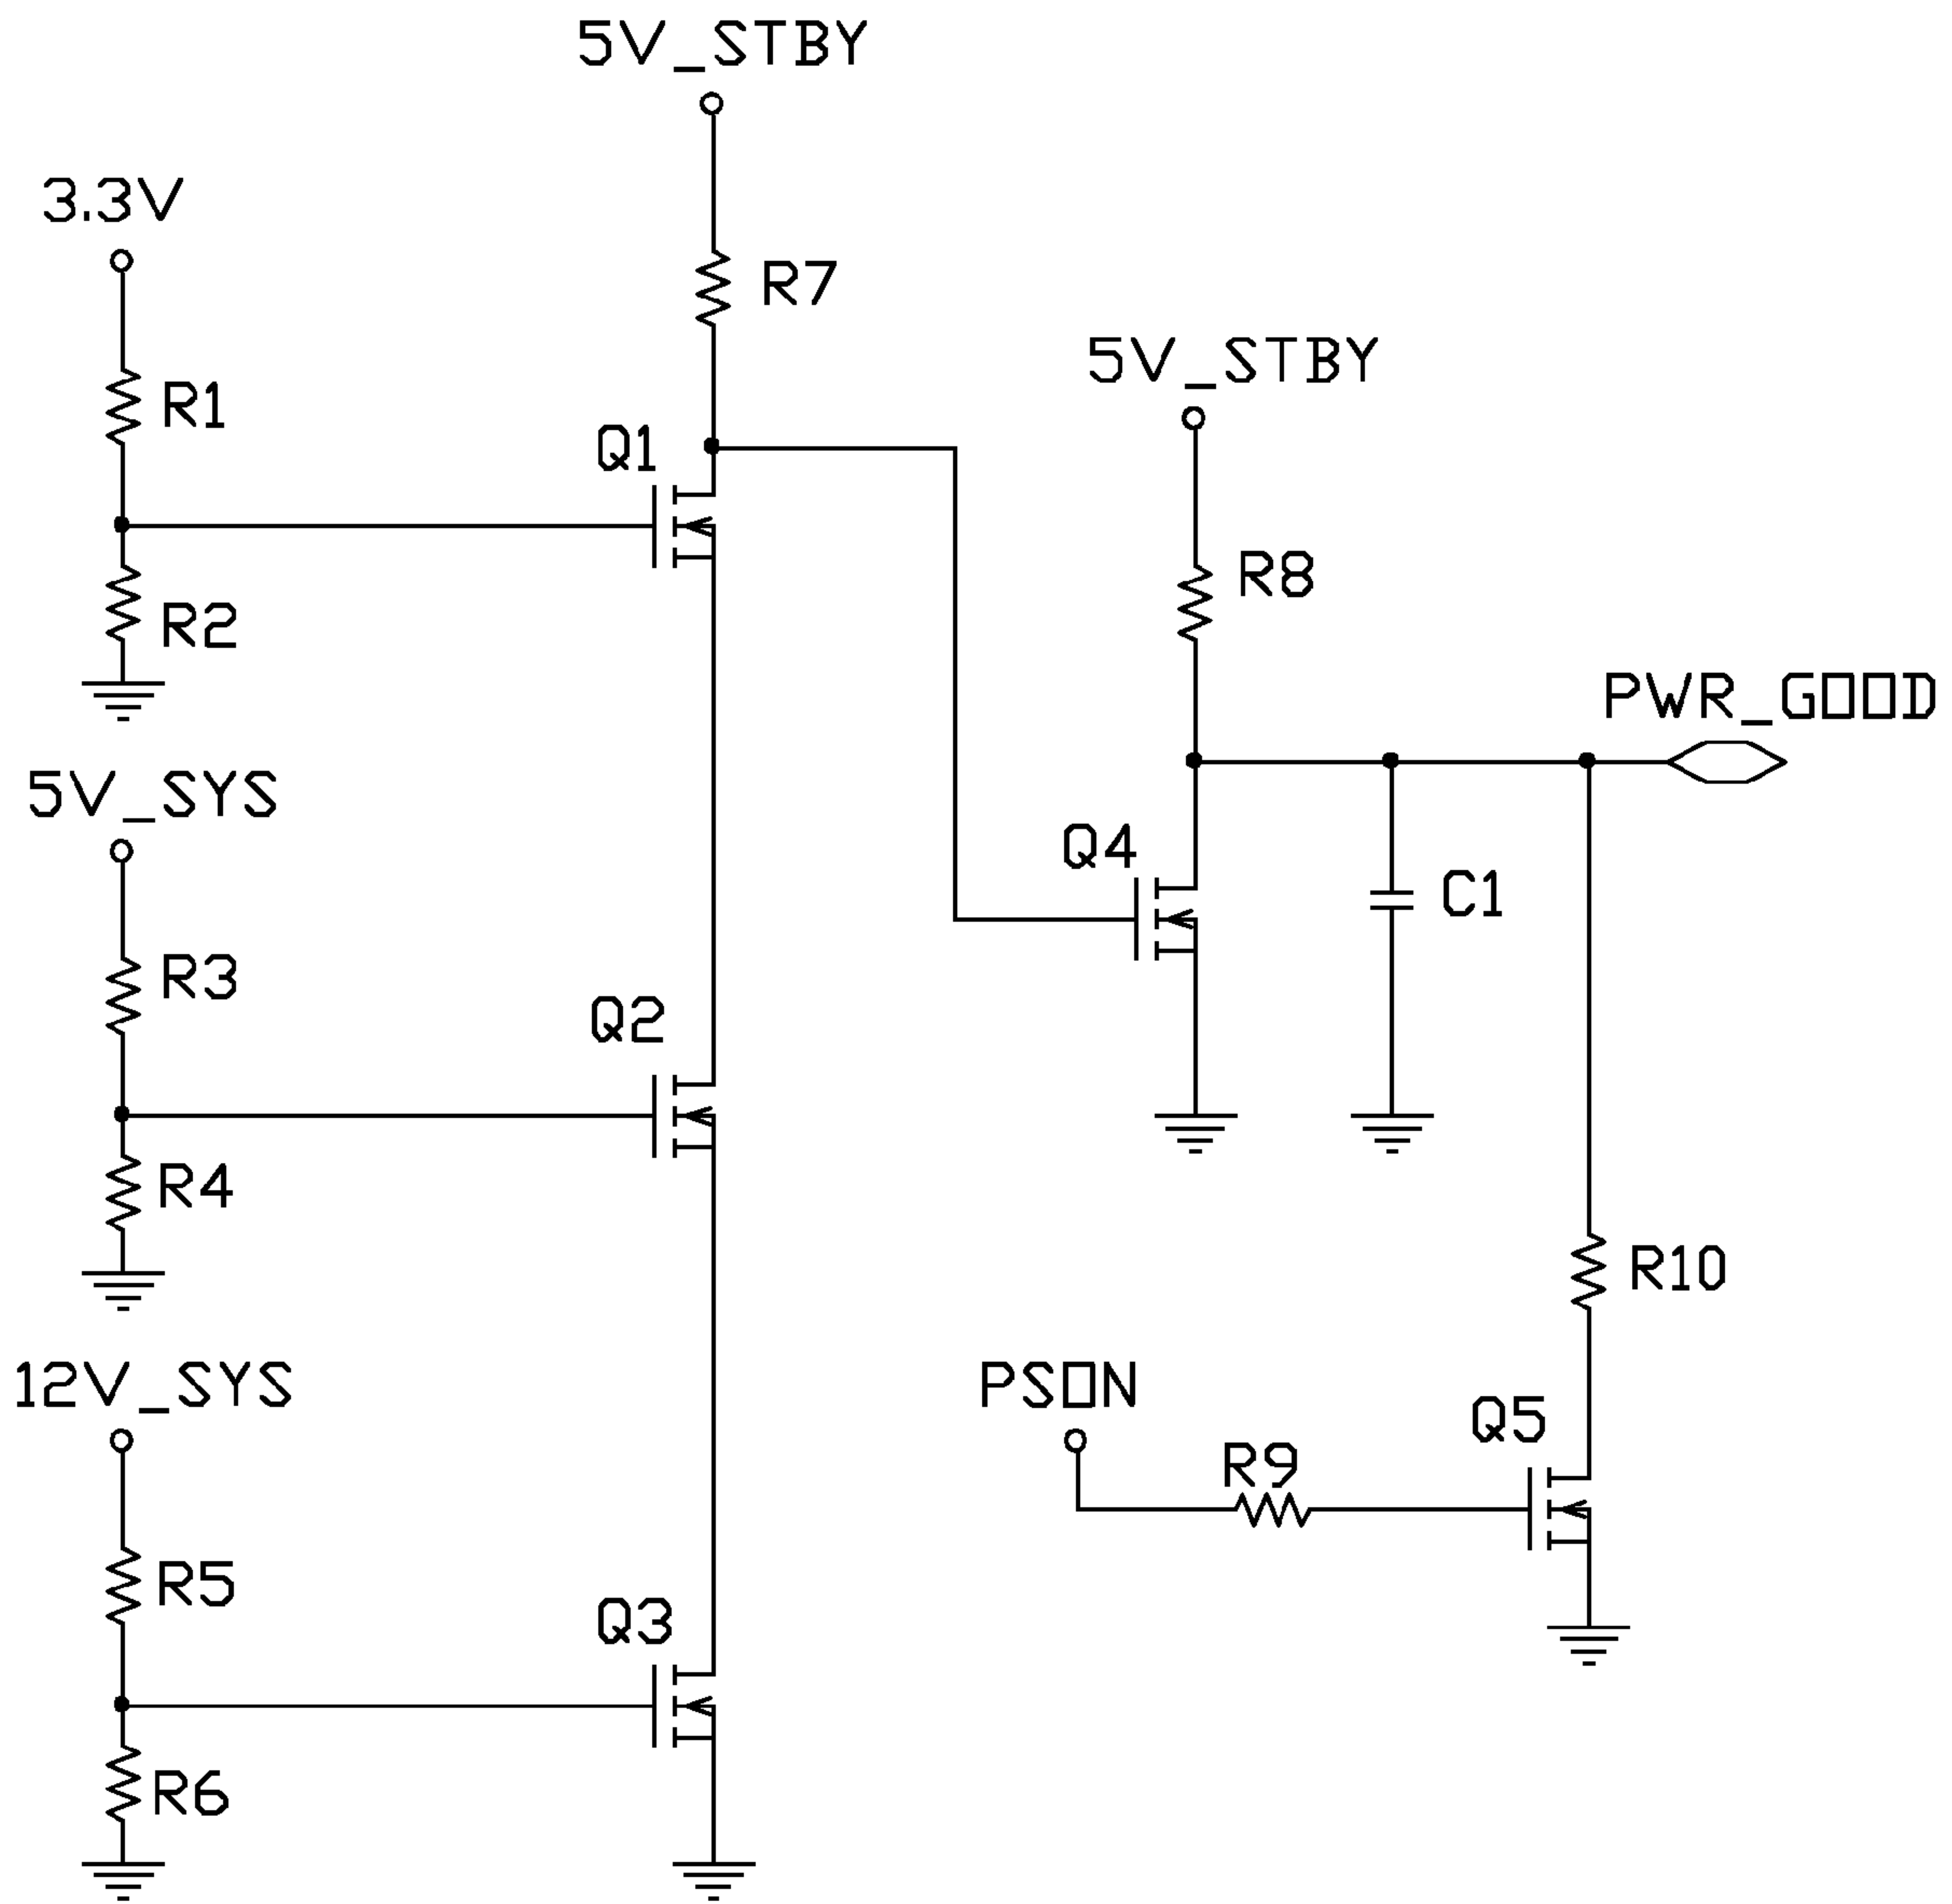 5V_STBY
3.3V
R7
5V_STBY
R1
Q1
R8
R2
PWR_GOOD
5V_SYS
Q4
C1
R3
Q2
R4
R10
12V_SYS
PSON
Q5
R9
R5
Q3
R6